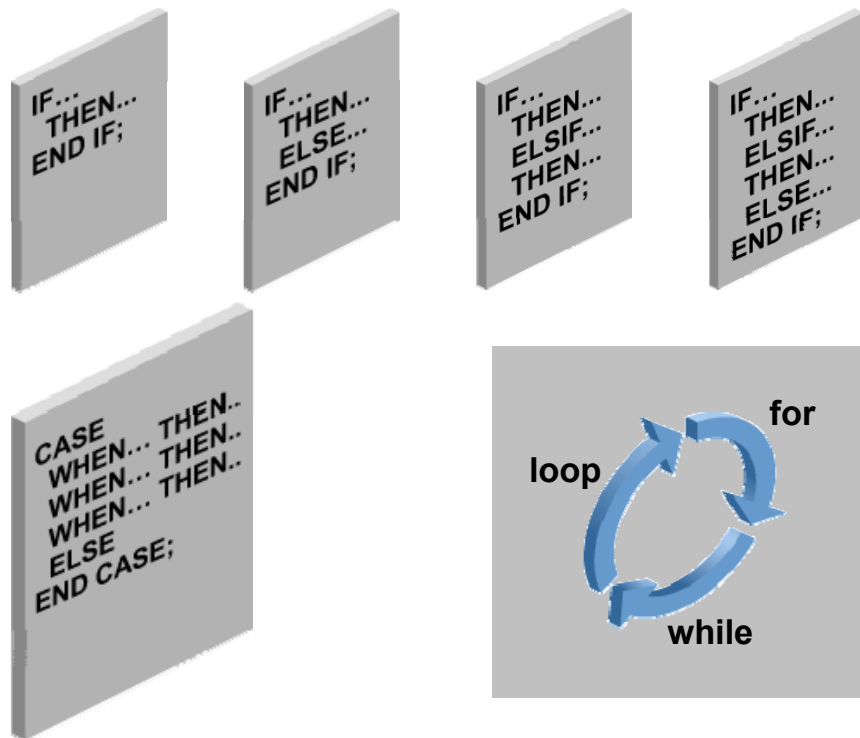 IF...
THEN...
END IF;
IF...
THEN...
ELSE...
END IF;
IF...
THEN...
ELSIF...
THEN...
END IF;
IF...
THEN...
ELSIF...
THEN...
ELSE...
END IF;
CASE
WHEN... THEN..
WHEN... THEN..
WHEN... THEN..
ELSE
END CASE;
for
loop
while